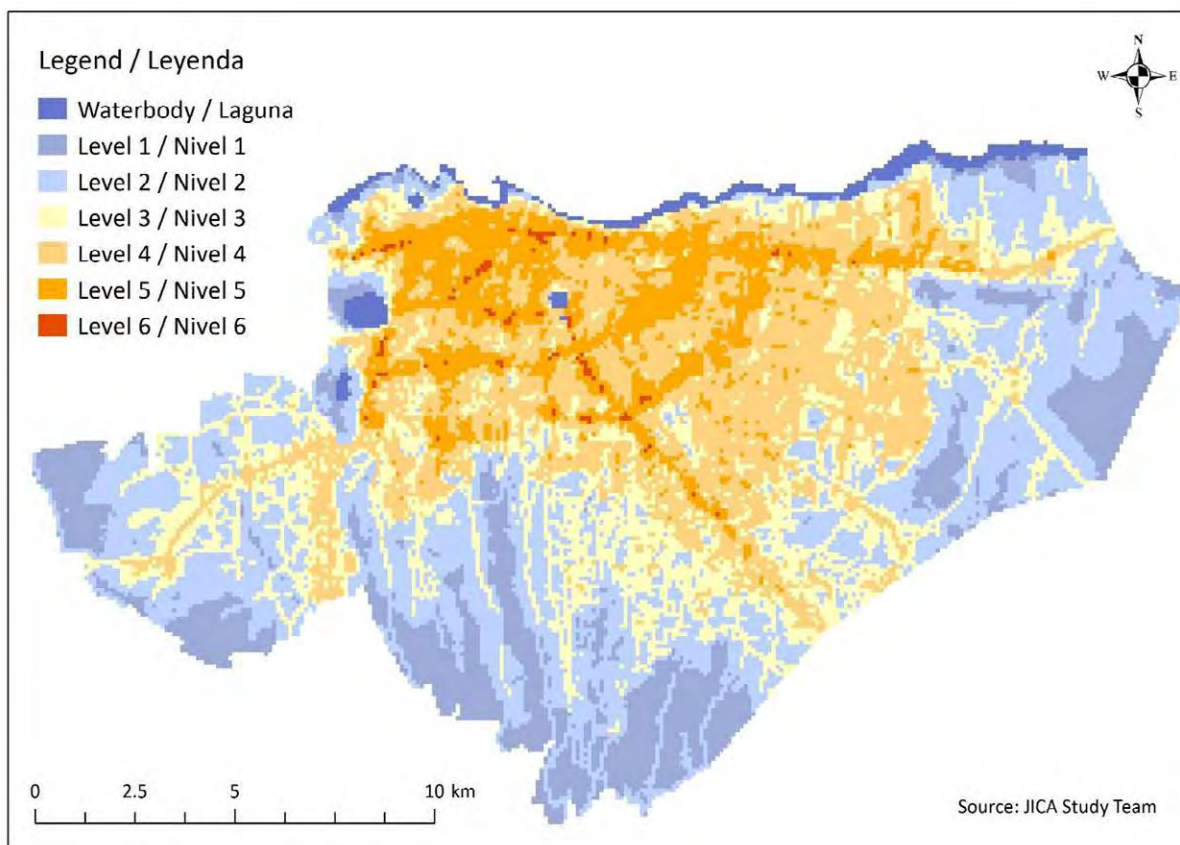 Legend / Leyenda
Waterbody / Laguna
Level 1 / Nivel 1
Level 2 / Nivel 2
Level 3 / Nivel 3
Level 4 / Nivel 4
Level 5 / Nivel 5
Level 6 / Nivel 6
N
W E
S
0 2.5 5 10 km
Source: JICA Study Team